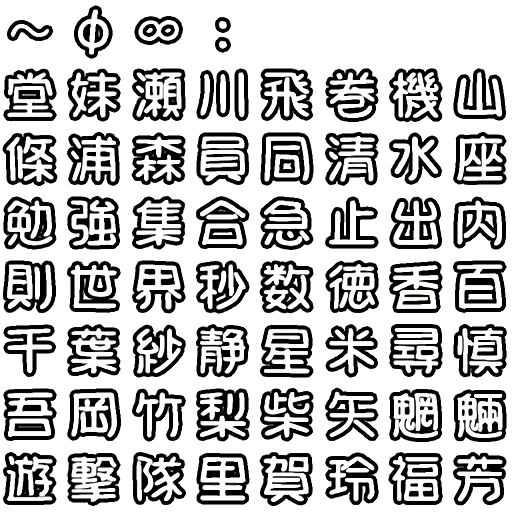 ～φ∞：
堂妹瀬川飛巻機山
條浦森員同清水座
勉強集合急止出内
則世界秒数徳香百
千葉紗静星米尋慎
吾岡竹梨柴矢魍魎
遊撃隊里賀玲福芳